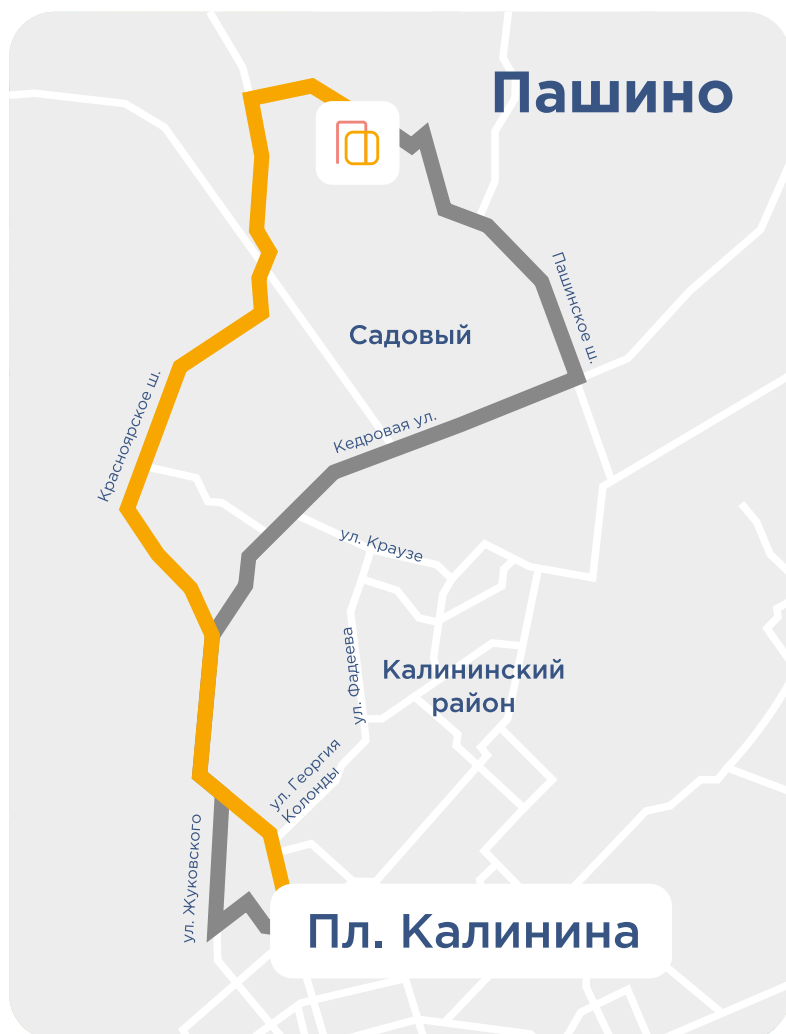 Пашино
Пашинское ш.
Садовый
Красноярское ш.
Кедровая ул.
ул. Краузе
ул. Фадеева
Калининский
район
ул. Георгия
Колонды
ул. Жуковского
Пл. Калинина